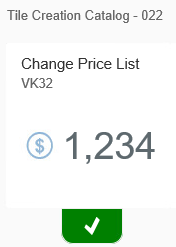 Tile Creation Catalog - 022
Change Price List
VK32
$ 1,234